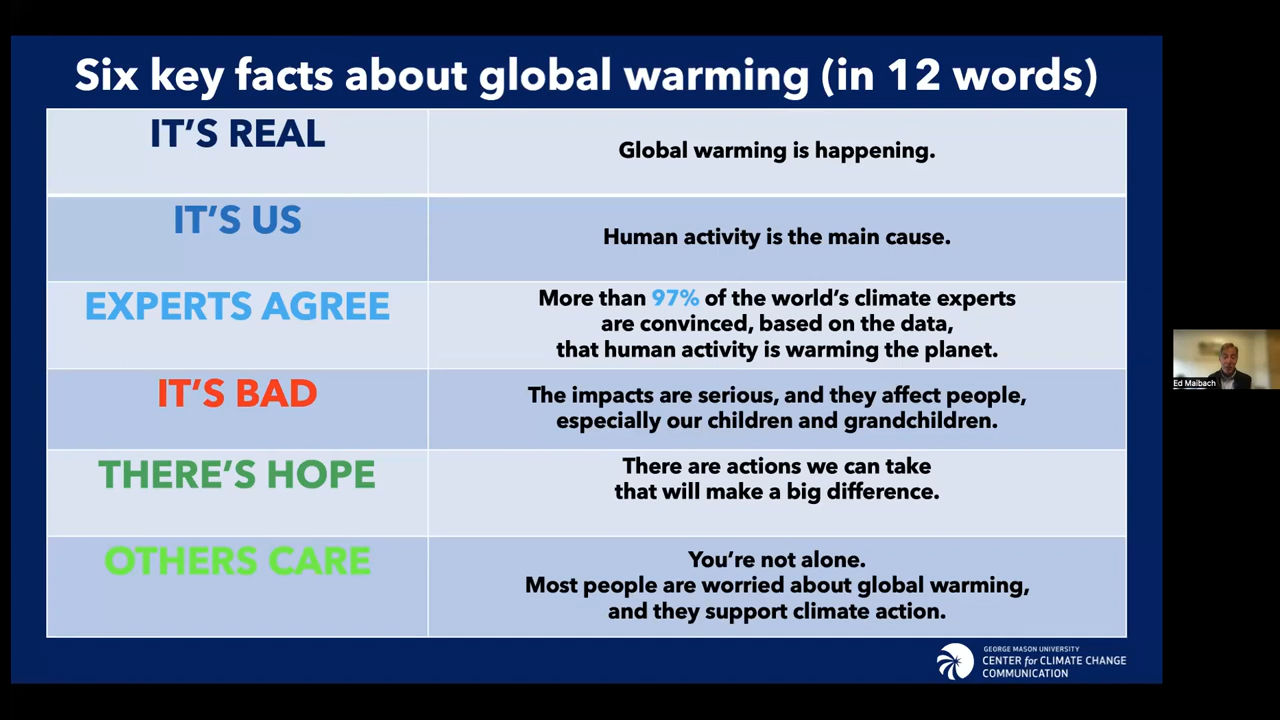 Six key facts about global warming (in 12 words)
IT’S REAL
Global warming is happening.
IT’S US
Human activity is the main cause.
EXPERTS AGREE
More than 97% of the world’s climate experts
are convinced, based on the data,
that human activity is warming the planet.
IT’S BAD
The impacts are serious, and they affect people,
especially our children and grandchildren.
THERE’S HOPE
There are actions we can take
that will make a big difference.
OTHERS CARE
You’re not alone.
Most people are worried about global warming,
and they support climate action.
GEORGE MASON UNIVERSITY
CENTER for CLIMATE CHANGE
COMMUNICATION
Ed Maibach